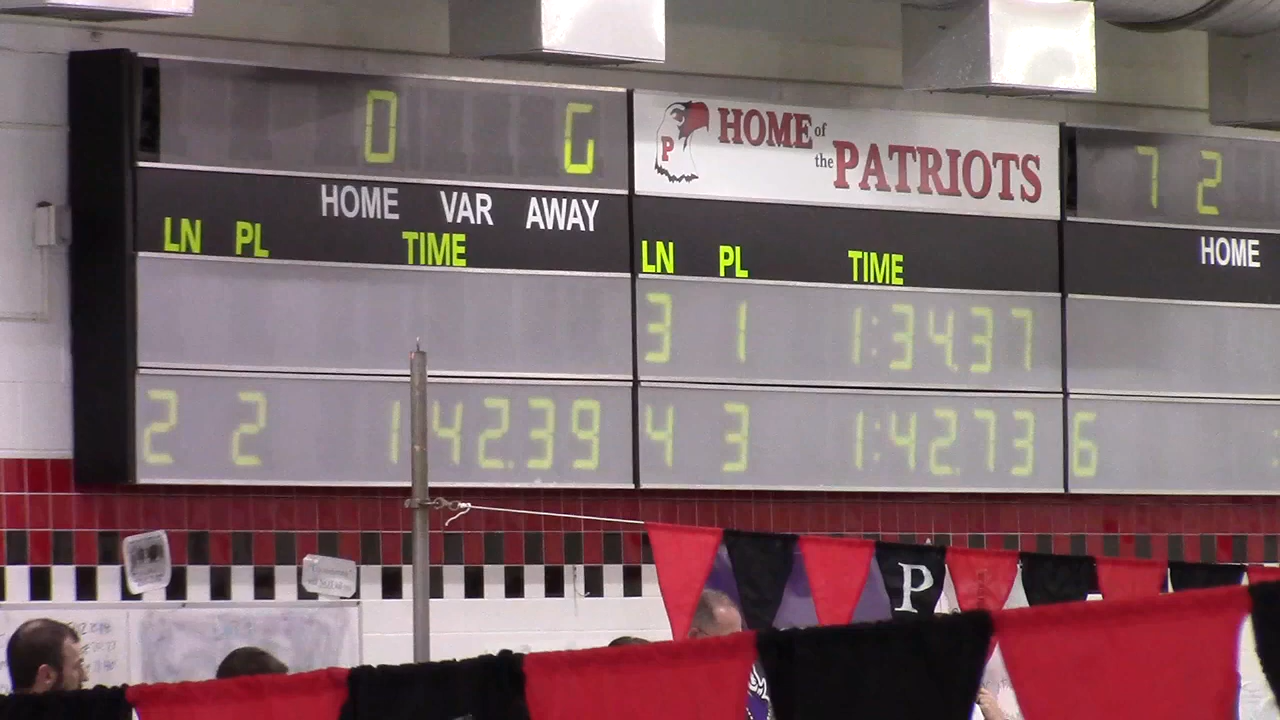 0 G
HOME VAR AWAY
LN PL TIME
2 2 1:42.39
P
HOME of
the PATRIOTS
LN PL TIME
3 1 1:34.37
4 3 1:42.73
7 2
HOME
6
P